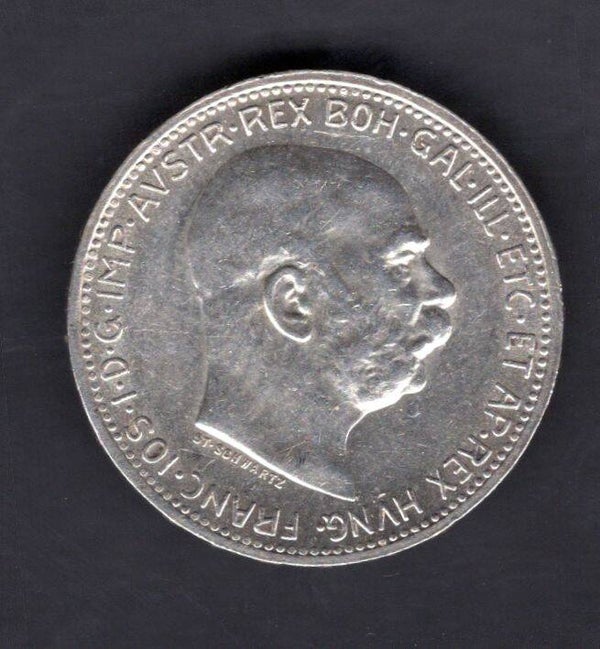 FRANC·IOS·I·D·G·IMP·AVSTR·REX BOH·GAL·ILL·ETC·ET AP·REX HVNG.
ST·SCHWARTZ